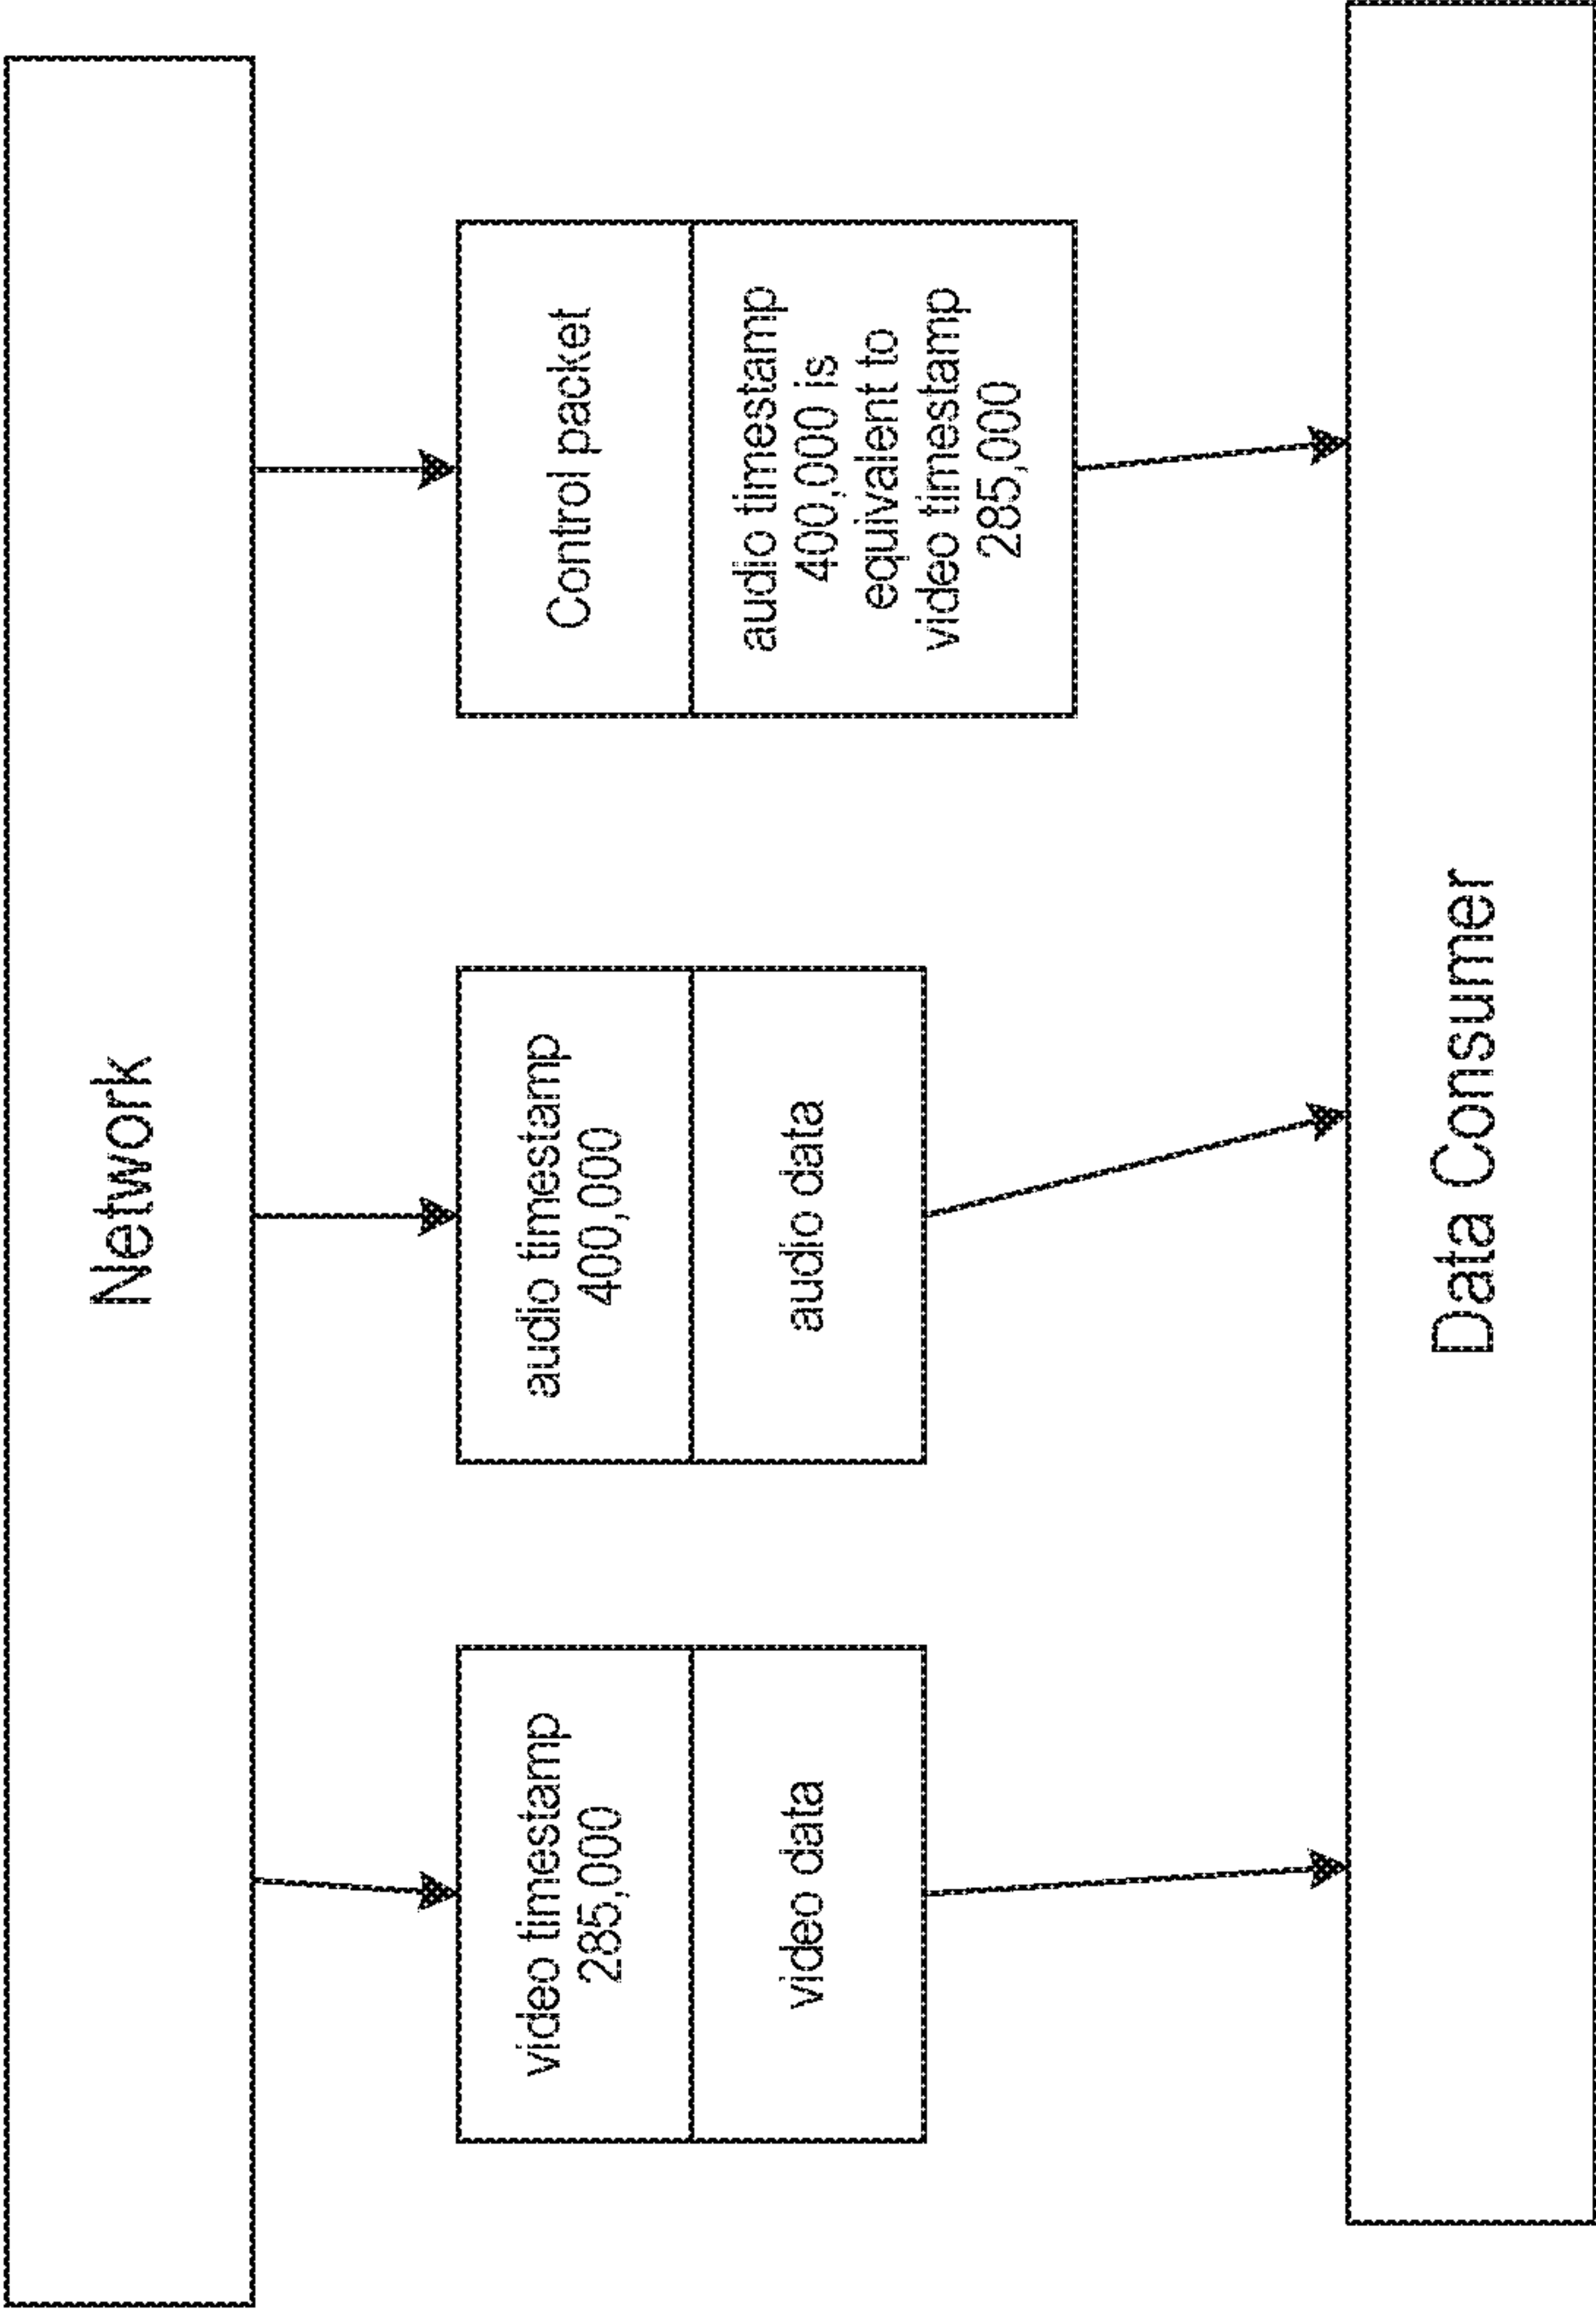 Network
video timestamp
285,000
video data
audio timestamp
400,000
audio data
Control packet
audio timestamp
400,000 is
equivalent to
video timestamp
285,000
Data Consumer